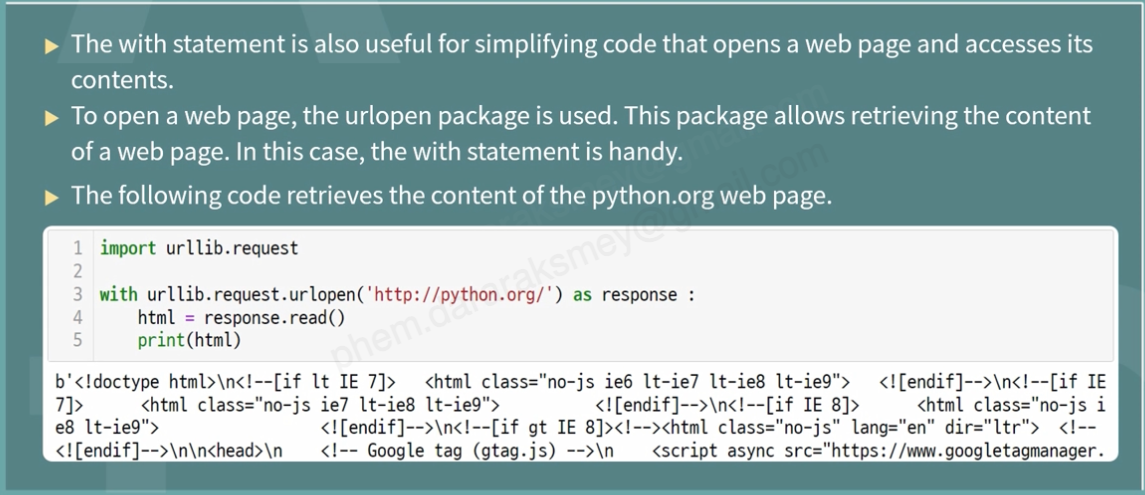 The with statement is also useful for simplifying code that opens a web page and accesses its
contents.
To open a web page, the urlopen package is used. This package allows retrieving the content
of a web page. In this case, the with statement is handy.
The following code retrieves the content of the python.org web page.
1 import urllib.request
2
3 with urllib.request.urlopen('http://python.org/') as response :
4     html = response.read()
5     print(html)
b'<!doctype html>\n<!--[if lt IE 7]>   <html class="no-js ie6 lt-ie7 lt-ie8 lt-ie9">   <![endif]-->\n<!--[if IE
7]>      <html class="no-js ie7 lt-ie8 lt-ie9">          <![endif]-->\n<!--[if IE 8]>      <html class="no-js i
e8 lt-ie9">                 <![endif]-->\n<!--[if gt IE 8]><!--><html class="no-js" lang="en" dir="ltr">  <!--
<![endif]-->\n\n<head>\n    <!-- Google tag (gtag.js) -->\n    <script async src="https://www.googletagmanager.